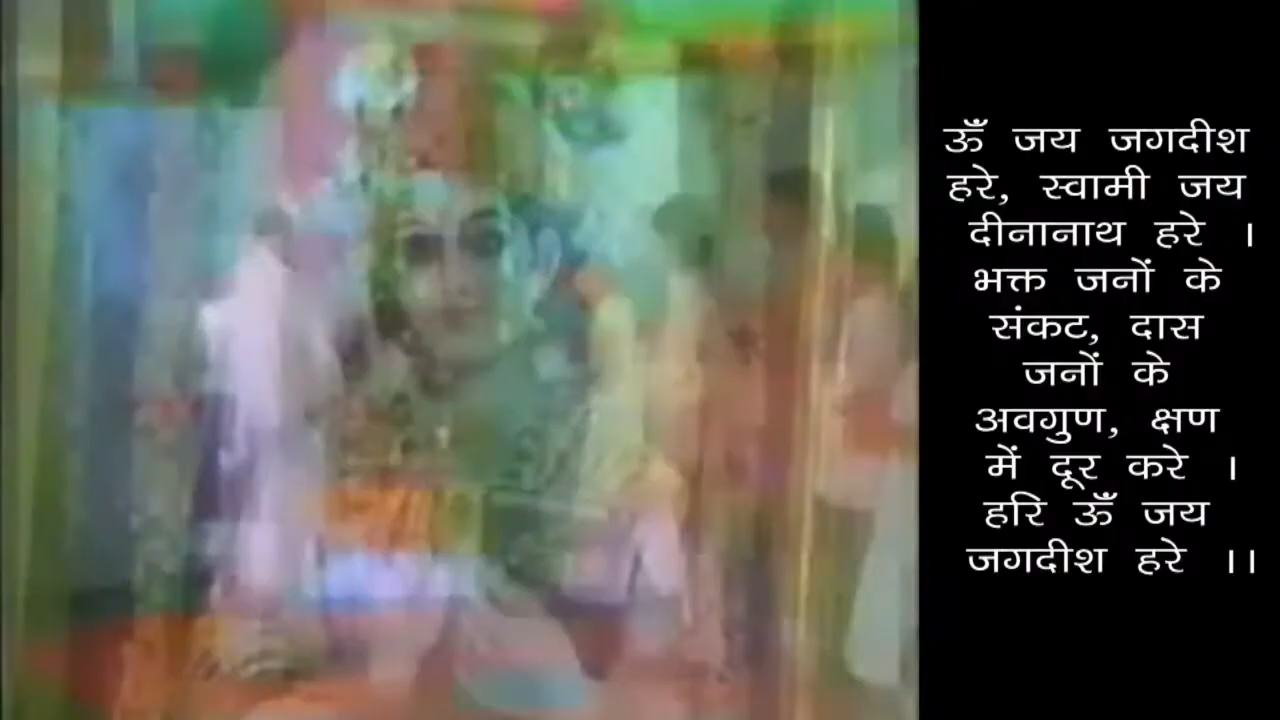 ऊँ जय जगदीश
हरे, स्वामी जय
दीनानाथ हरे ।
भक्त जनों के
संकट, दास
जनों के
अवगुण, क्षण
में दूर करे ।
हरि ऊँ जय
जगदीश हरे ।।